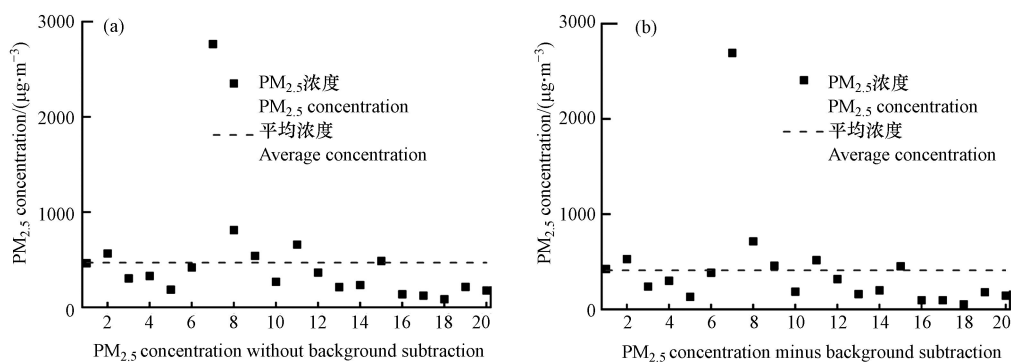 (a)
3000
2000
1000
0
PM2.5 concentration/(μg·m−3)
PM2.5浓度
PM2.5 concentration
平均浓度
Average concentration
2 4 6 8 10 12 14 16 18 20
PM2.5 concentration without background subtraction
(b)
3000
2000
1000
0
PM2.5 concentration/(μg·m−3)
PM2.5浓度
PM2.5 concentration
平均浓度
Average concentration
2 4 6 8 10 12 14 16 18 20
PM2.5 concentration minus background subtraction